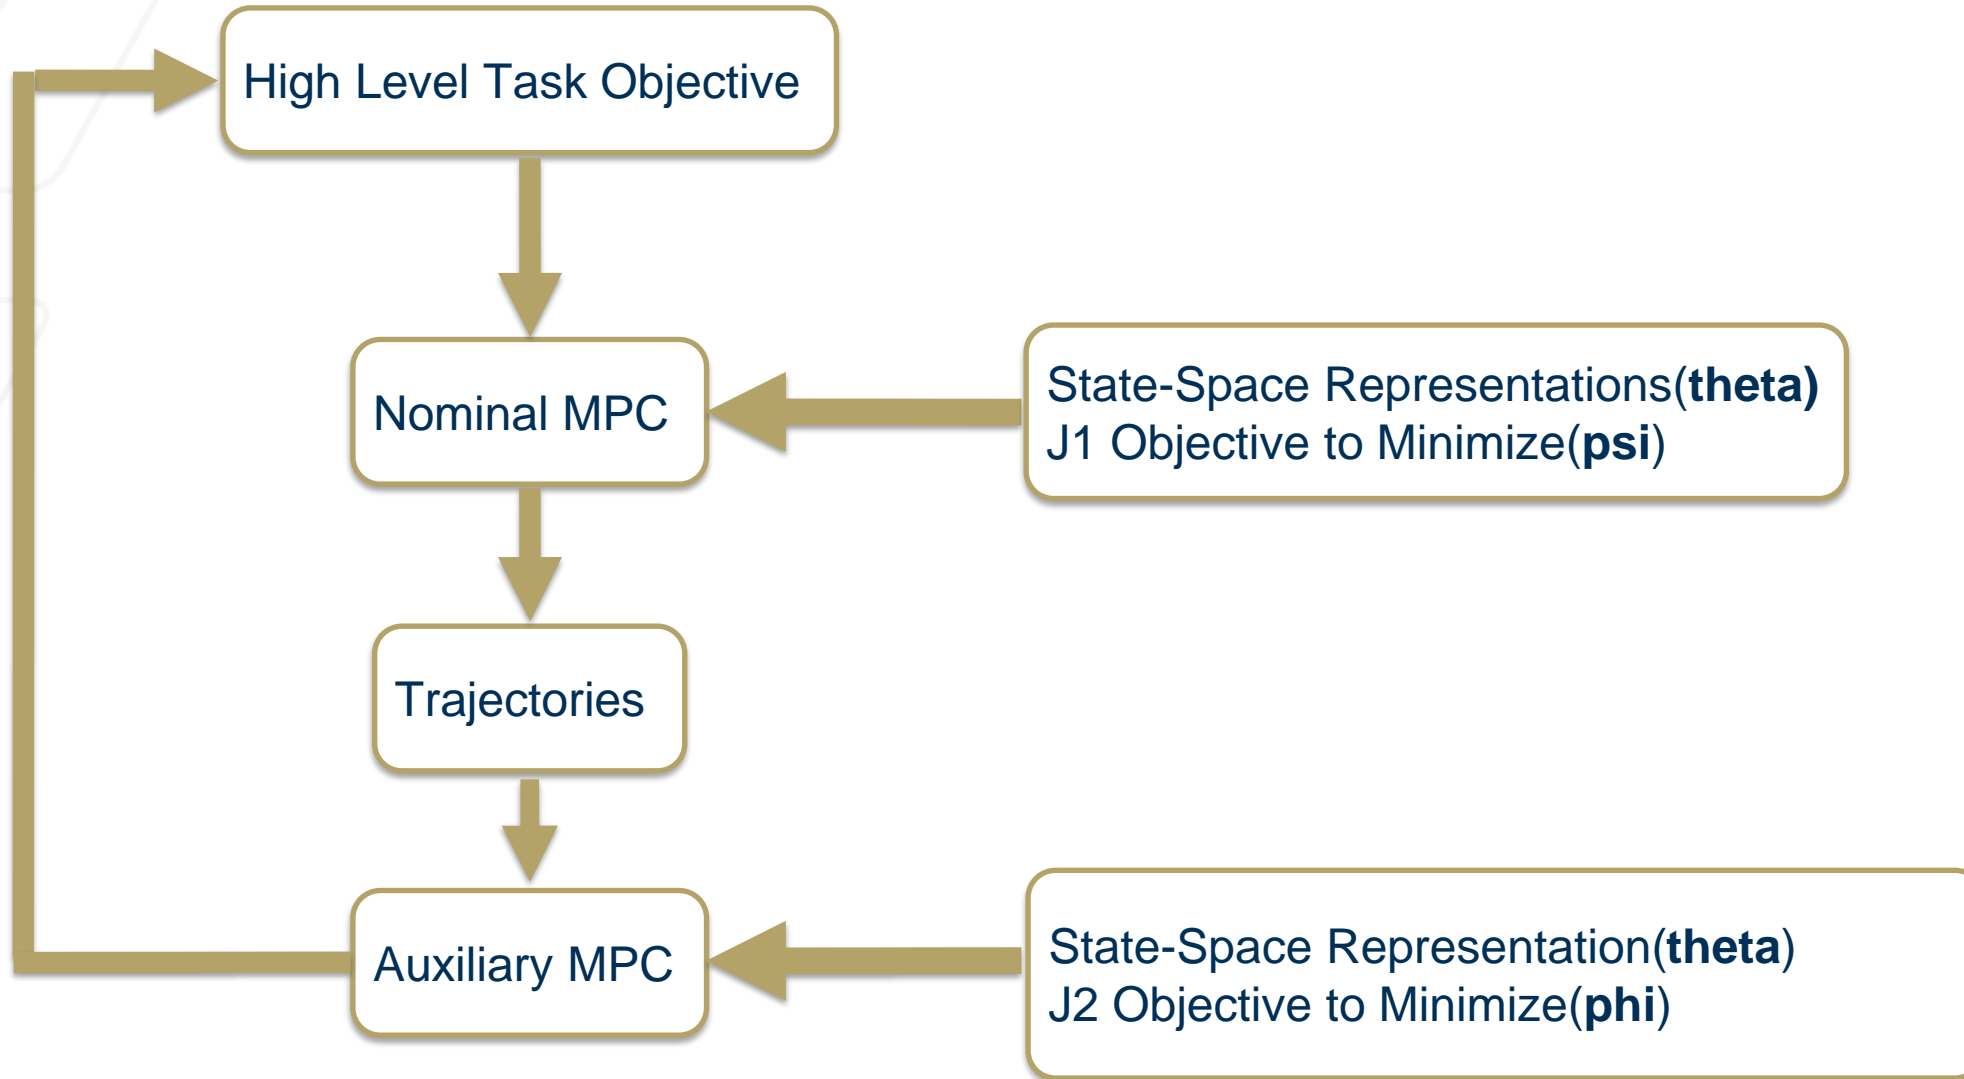 High Level Task Objective
Nominal MPC
State-Space Representations(theta)
J1 Objective to Minimize(psi)
Trajectories
Auxiliary MPC
State-Space Representation(theta)
J2 Objective to Minimize(phi)